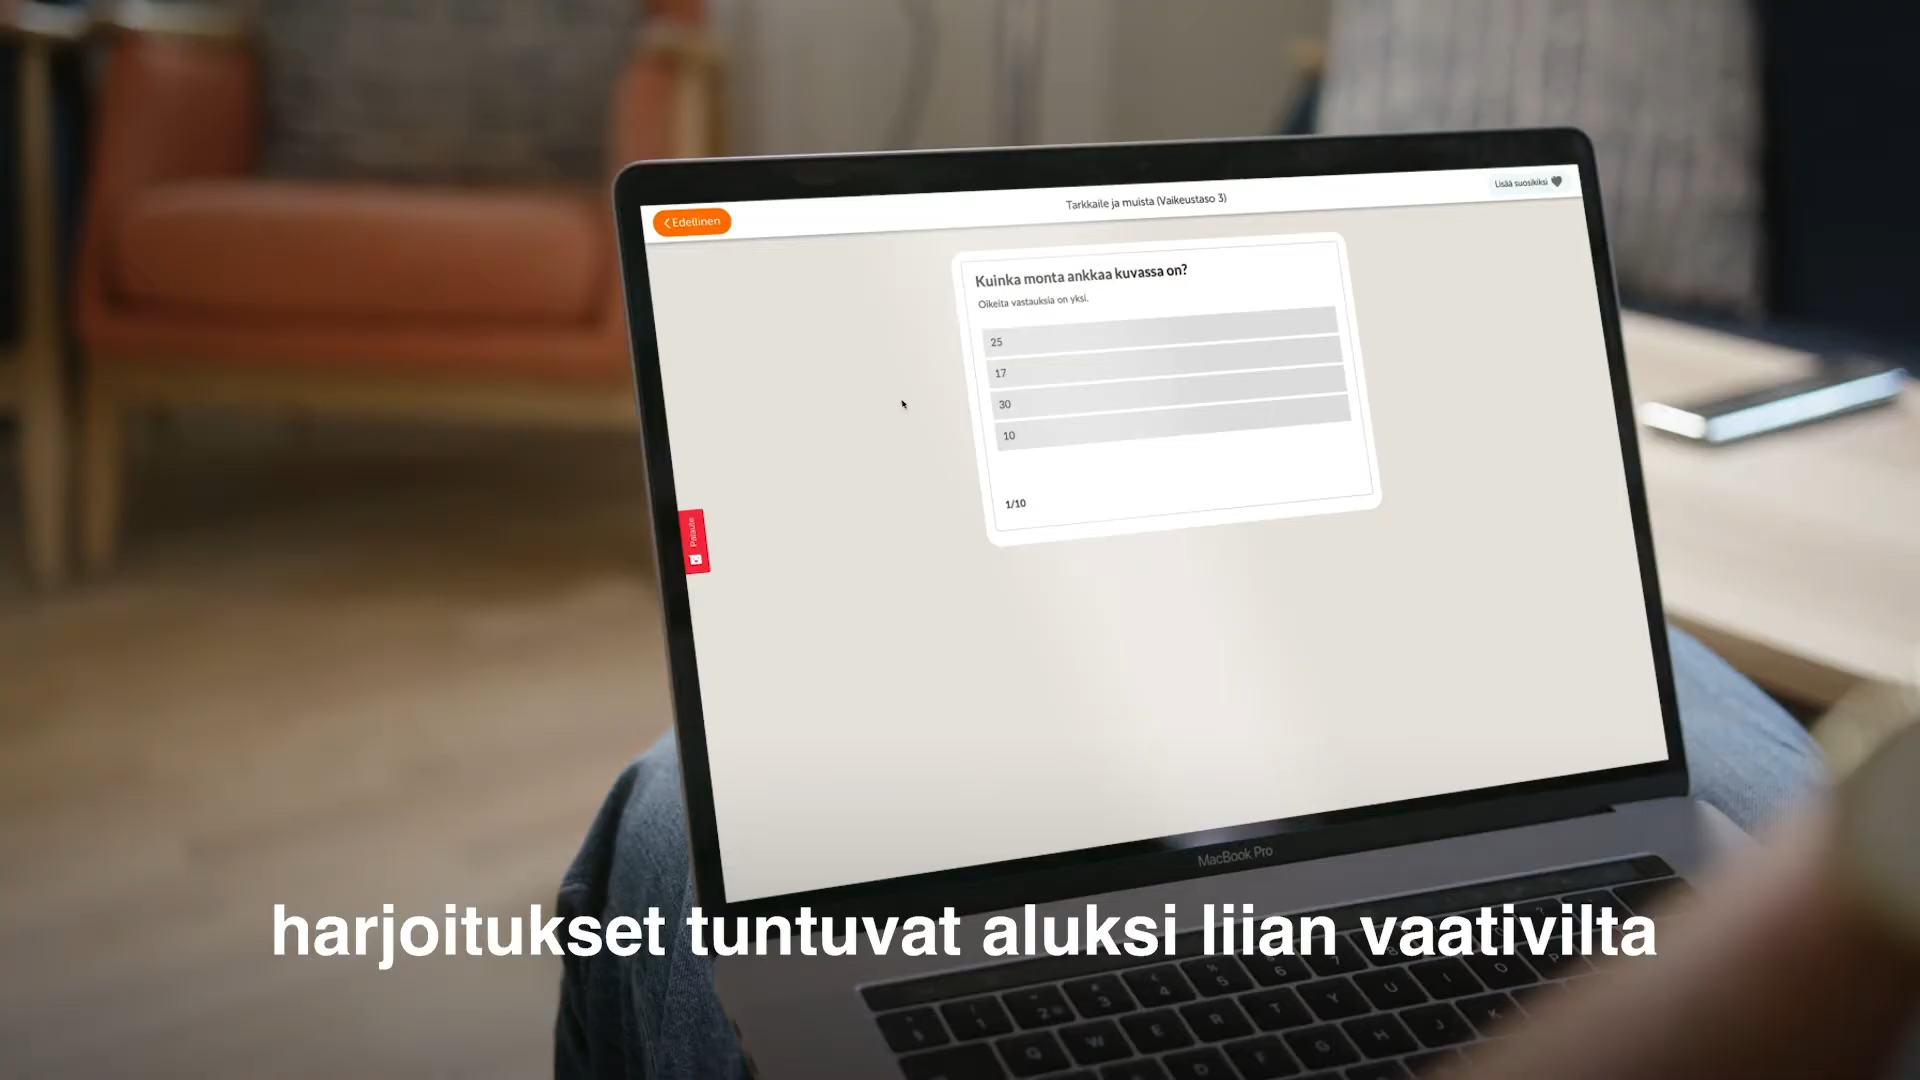 Edellinen
Tarkkaile ja muista (Vaikeustaso 3)
Lisää suosikiksi
Kuinka monta ankkaa kuvassa on?
Oikeita vastauksia on yksi.
25
17
30
10
1/10
Palaute
MacBook Pro
harjoitukset tuntuvat aluksi liian vaativilta